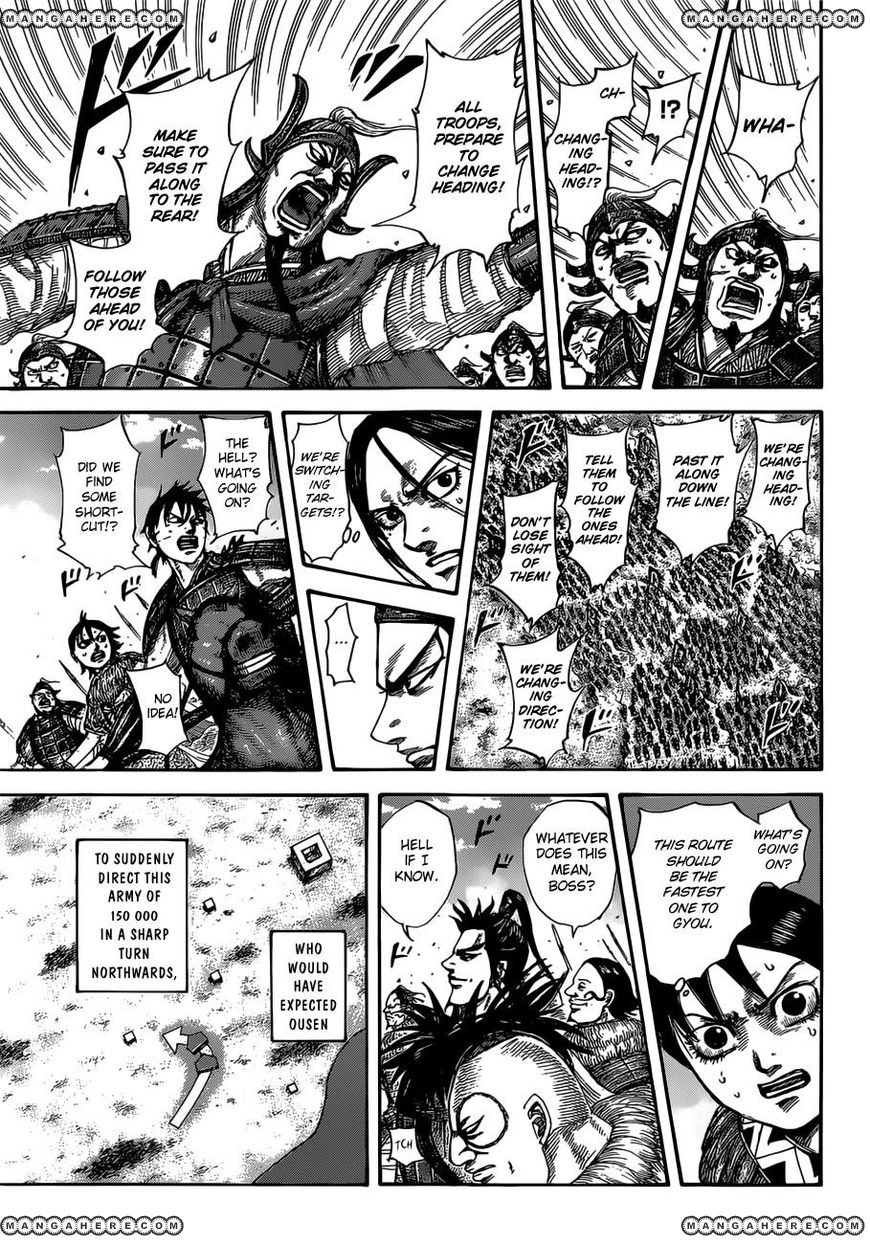 MANGAHERE.COM
MANGAHERE.COM
WHA-
!?
CH-
CHANG-
ING HEAD-
ING!?
ALL
TROOPS,
PREPARE
TO
CHANGE
HEADING!
MAKE
SURE TO
PASS IT
ALONG
TO THE
REAR!
FOLLOW
THOSE
AHEAD
OF YOU!
WE'RE
CHANG-
ING
HEAD-
ING!
PAST IT
ALONG
DOWN
THE LINE!
TELL
THEM TO
FOLLOW
THE
ONES
AHEAD!
DON'T
LOSE
SIGHT
OF
THEM!
WE'RE
CHANG-
ING
DIREC-
TION!
WE'RE
SWITCH-
ING
TAR-
GETS!?
...
THE
HELL?
WHAT'S
GOING
ON?
DID WE
FIND
SOME
SHORT-
CUT!?
NO
IDEA!
WHAT'S
GOING
ON?
THIS ROUTE
SHOULD
BE THE
FASTEST
ONE TO
GYOU.
WHATEVER
DOES THIS
MEAN,
BOSS?
HELL
IF I
KNOW.
TCH
WHO
WOULD
HAVE
EXPECTED
OUSEN
TO SUDDENLY
DIRECT THIS
ARMY OF
150 000
IN A SHARP
TURN
NORTHWARDS,
MANGAHERE.COM
MANGAHERE.COM